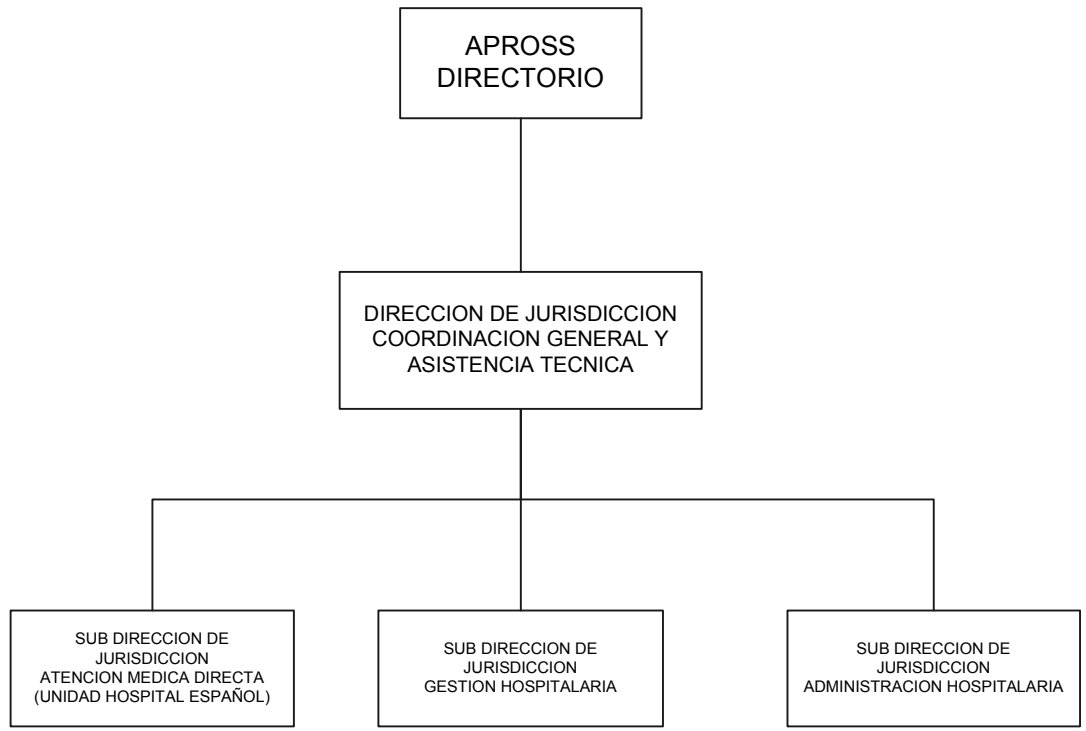 APROSS
DIRECTORIO
DIRECCION DE JURISDICCION
COORDINACION GENERAL Y
ASISTENCIA TECNICA
SUB DIRECCION DE
JURISDICCION
ATENCION MEDICA DIRECTA
(UNIDAD HOSPITAL ESPAÑOL)
SUB DIRECCION DE
JURISDICCION
GESTION HOSPITALARIA
SUB DIRECCION DE
JURISDICCION
ADMINISTRACION HOSPITALARIA